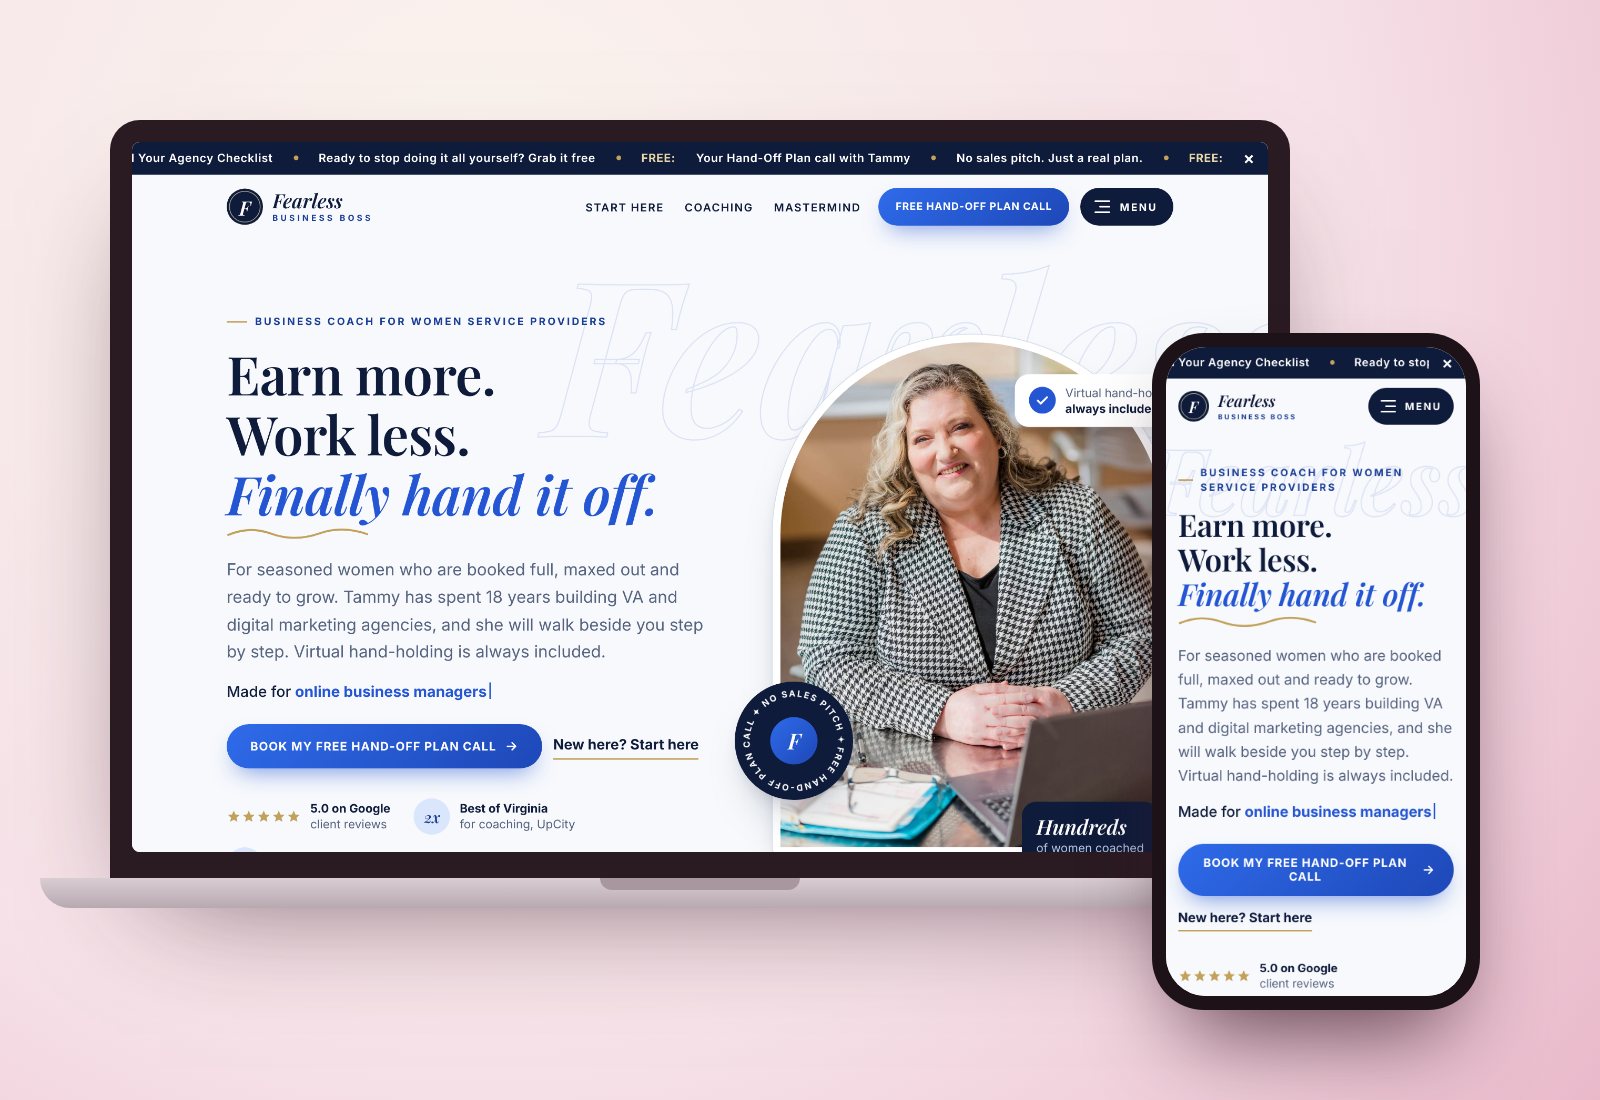 Your Agency Checklist • Ready to stop doing it all yourself? Grab it free • FREE: Your Hand-Off Plan call with Tammy • No sales pitch. Just a real plan. • FREE: ×
F Fearless
BUSINESS BOSS
START HERE COACHING MASTERMIND FREE HAND-OFF PLAN CALL MENU
Fearless
BUSINESS COACH FOR WOMEN SERVICE PROVIDERS
Earn more.
Work less.
Finally hand it off.
For seasoned women who are booked full, maxed out and
ready to grow. Tammy has spent 18 years building VA and
digital marketing agencies, and she will walk beside you step
by step. Virtual hand-holding is always included.
Made for online business managers
BOOK MY FREE HAND-OFF PLAN CALL →
New here? Start here
5.0 on Google
client reviews
2x
Best of Virginia
for coaching, UpCity
Virtual hand-ho
always include
NO SALES PITCH ✦ FREE HAND-OFF PLAN CALL ✦
F
Hundreds
of women coached
Your Agency Checklist • Ready to stop ×
F Fearless
BUSINESS BOSS
MENU
Fearless
BUSINESS COACH FOR WOMEN
SERVICE PROVIDERS
Earn more.
Work less.
Finally hand it off.
For seasoned women who are booked
full, maxed out and ready to grow.
Tammy has spent 18 years building VA
and digital marketing agencies, and she
will walk beside you step by step.
Virtual hand-holding is always included.
Made for online business managers
BOOK MY FREE HAND-OFF PLAN
CALL →
New here? Start here
5.0 on Google
client reviews